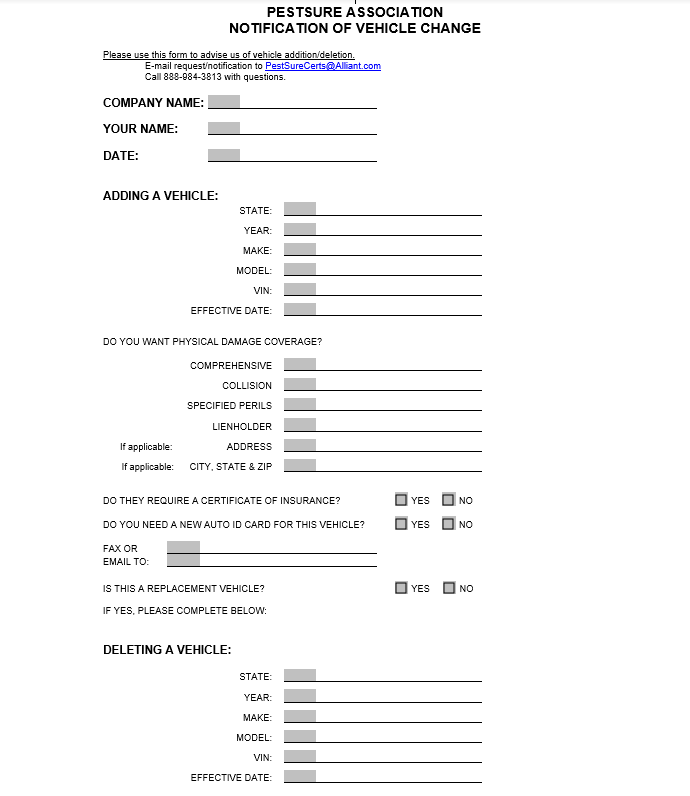 PESTSURE ASSOCIATION
NOTIFICATION OF VEHICLE CHANGE
Please use this form to advise us of vehicle addition/deletion.
E-mail request/notification to PestSureCerts@Alliant.com
Call 888-984-3813 with questions.
COMPANY NAME:
YOUR NAME:
DATE:
ADDING A VEHICLE:
STATE:
YEAR:
MAKE:
MODEL:
VIN:
EFFECTIVE DATE:
DO YOU WANT PHYSICAL DAMAGE COVERAGE?
COMPREHENSIVE
COLLISION
SPECIFIED PERILS
LIENHOLDER
If applicable: ADDRESS
If applicable: CITY, STATE & ZIP
DO THEY REQUIRE A CERTIFICATE OF INSURANCE? YES NO
DO YOU NEED A NEW AUTO ID CARD FOR THIS VEHICLE? YES NO
FAX OR
EMAIL TO:
IS THIS A REPLACEMENT VEHICLE? YES NO
IF YES, PLEASE COMPLETE BELOW:
DELETING A VEHICLE:
STATE:
YEAR:
MAKE:
MODEL:
VIN:
EFFECTIVE DATE: